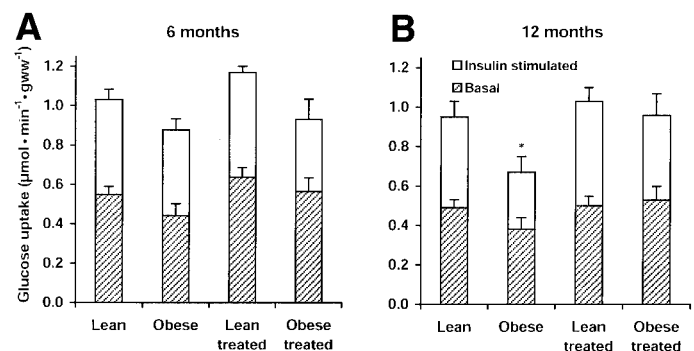 A
6 months
Glucose uptake (μmol • min⁻¹ • gww⁻¹)
1.2
1.0
0.8
0.6
0.4
0.2
0.0
Lean
Obese
Lean
treated
Obese
treated
B
12 months
Insulin stimulated
Basal
1.2
1.0
0.8
0.6
0.4
0.2
0.0
*
Lean
Obese
Lean
treated
Obese
treated